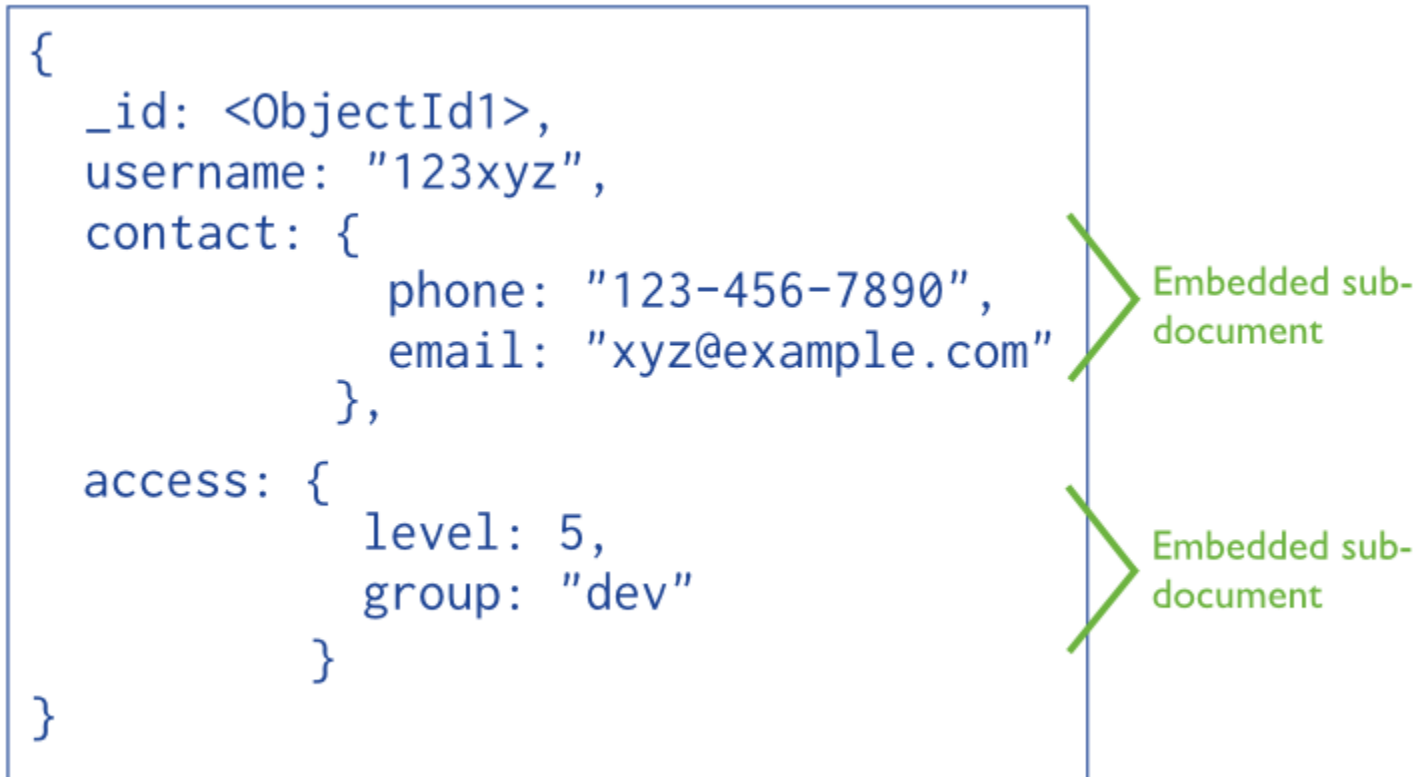 {
_id: <ObjectId1>,
username: "123xyz",
contact: {
phone: "123-456-7890",
email: "xyz@example.com"
},
access: {
level: 5,
group: "dev"
}
}
Embedded sub-
document
Embedded sub-
document